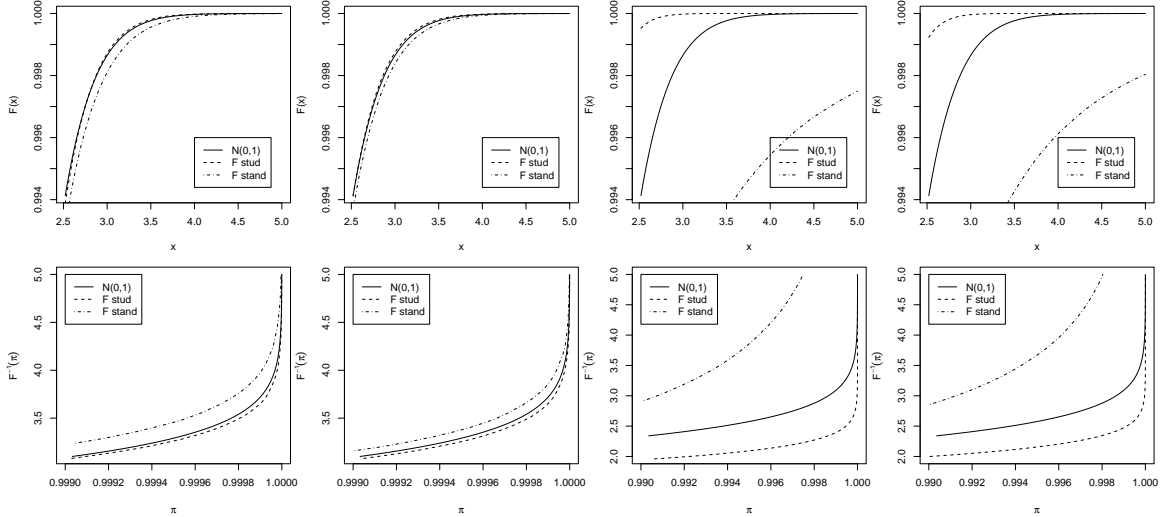 1.000
0.998
0.996
0.994
F(x)
N(0,1)
F stud
F stand
2.5 3.0 3.5 4.0 4.5 5.0
x
1.000
0.998
0.996
0.994
F(x)
N(0,1)
F stud
F stand
2.5 3.0 3.5 4.0 4.5 5.0
x
1.000
0.998
0.996
0.994
F(x)
N(0,1)
F stud
F stand
2.5 3.0 3.5 4.0 4.5 5.0
x
1.000
0.998
0.996
0.994
F(x)
N(0,1)
F stud
F stand
2.5 3.0 3.5 4.0 4.5 5.0
x
5.0
4.5
4.0
3.5
F⁻¹(π)
N(0,1)
F stud
F stand
0.9990 0.9992 0.9994 0.9996 0.9998 1.0000
π
5.0
4.5
4.0
3.5
F⁻¹(π)
N(0,1)
F stud
F stand
0.9990 0.9992 0.9994 0.9996 0.9998 1.0000
π
5.0
4.5
4.0
3.5
3.0
2.5
2.0
F⁻¹(π)
N(0,1)
F stud
F stand
0.990 0.992 0.994 0.996 0.998 1.000
π
5.0
4.5
4.0
3.5
3.0
2.5
2.0
F⁻¹(π)
N(0,1)
F stud
F stand
0.990 0.992 0.994 0.996 0.998 1.000
π